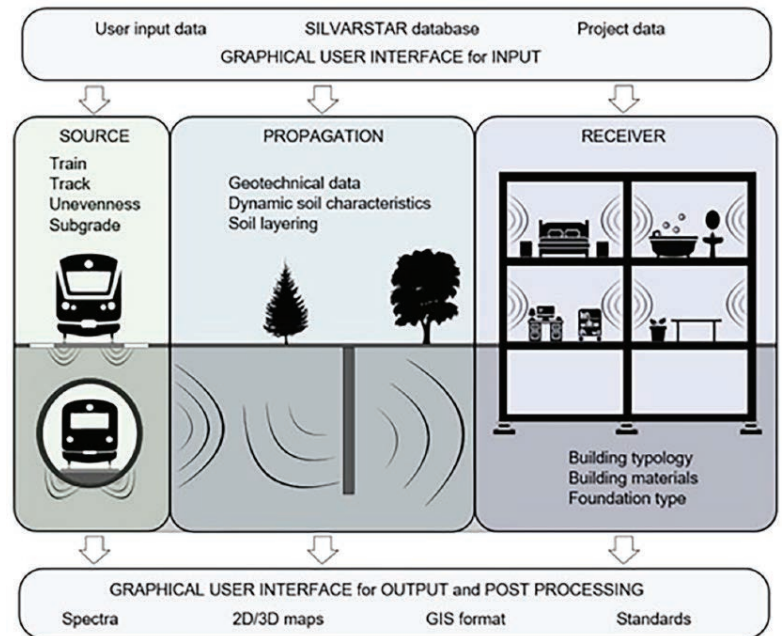 User input data SILVARSTAR database Project data
GRAPHICAL USER INTERFACE for INPUT
SOURCE
Train
Track
Unevenness
Subgrade
PROPAGATION
Geotechnical data
Dynamic soil characteristics
Soil layering
RECEIVER
Building typology
Building materials
Foundation type
GRAPHICAL USER INTERFACE for OUTPUT and POST PROCESSING
Spectra 2D/3D maps GIS format Standards